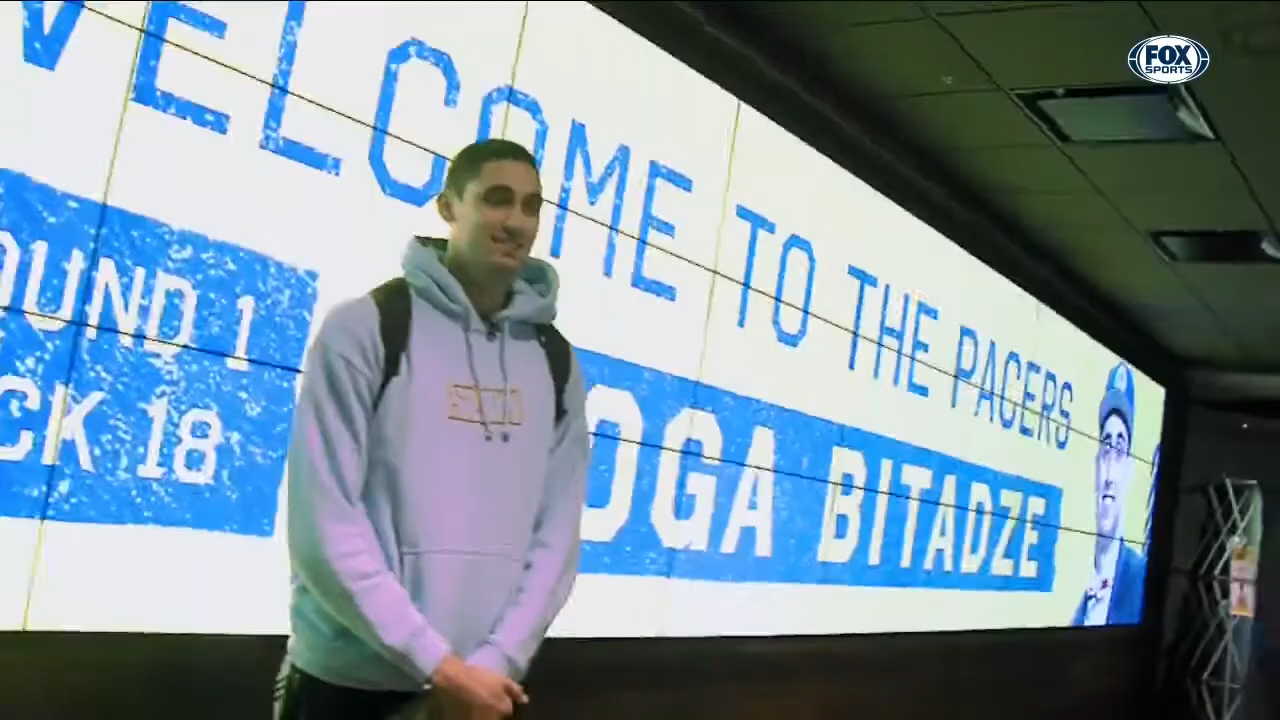 FOX
SPORTS
WELCOME TO THE PACERS
OUND 1
CK 18
OGA BITADZE